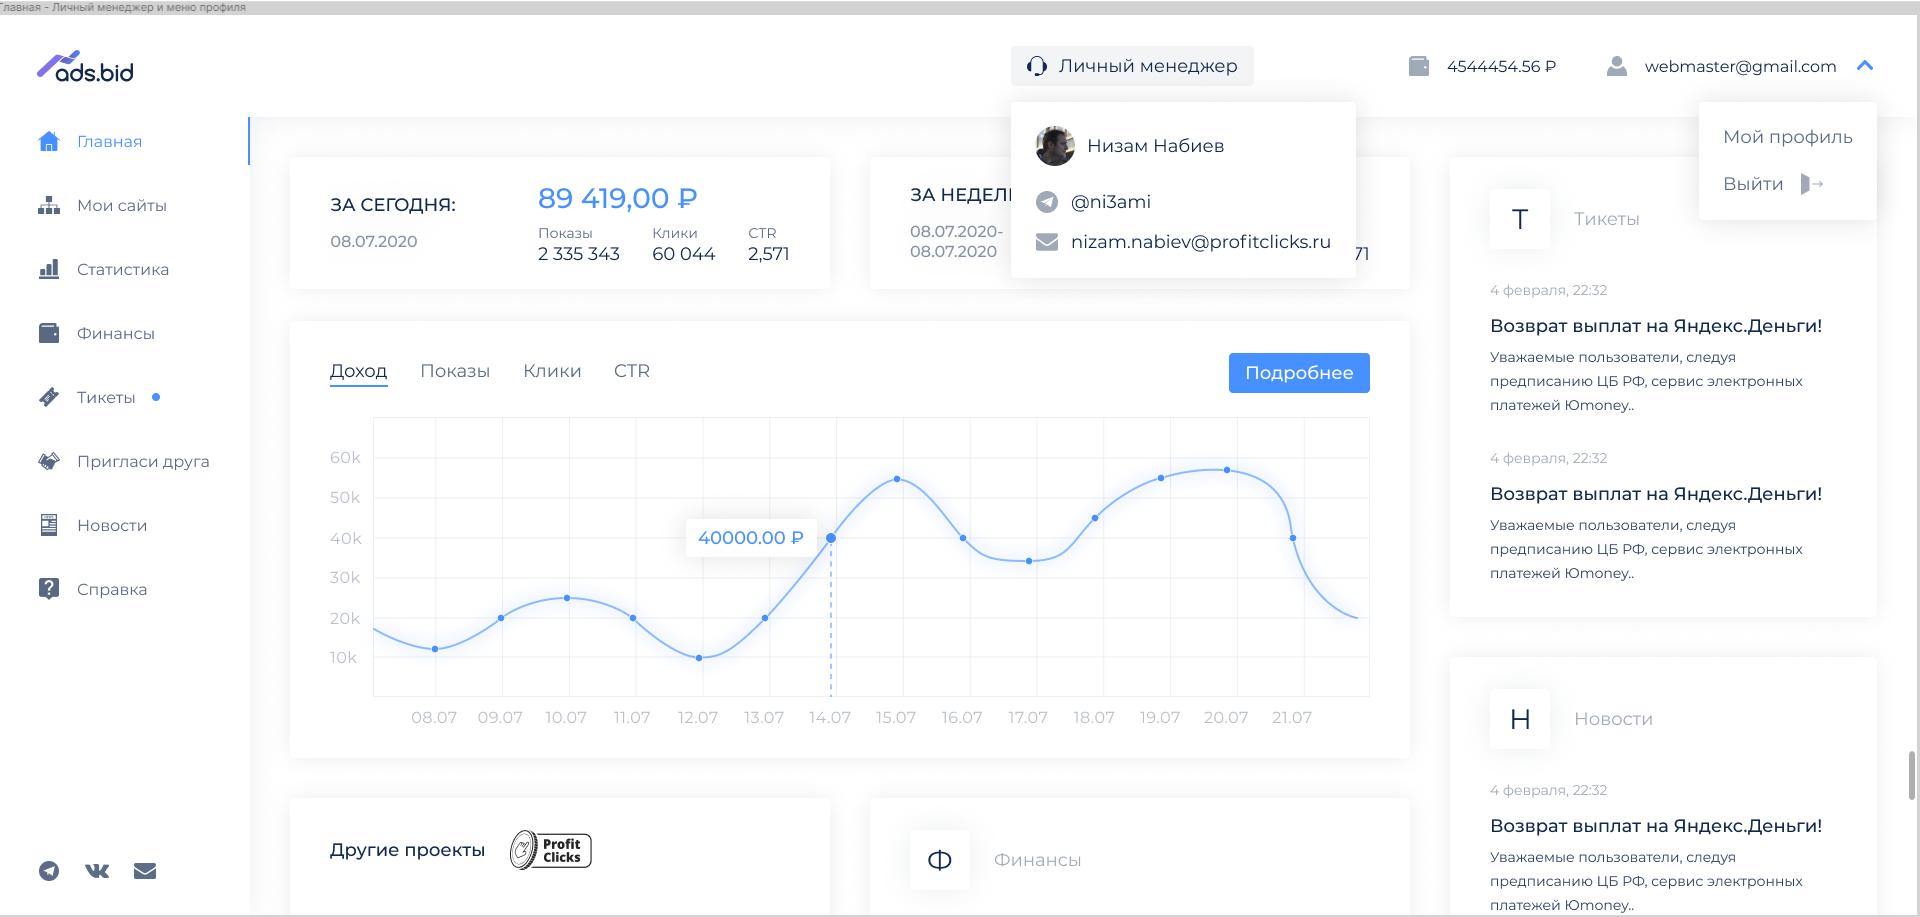 Главная - Личный менеджер и меню профиля
ads.bid
Личный менеджер
4544454.56 ₽
webmaster@gmail.com
Низам Набиев
@ni3ami
nizam.nabiev@profitclicks.ru
Мой профиль
Выйти
Главная
Мои сайты
Статистика
Финансы
Тикеты
Пригласи друга
Новости
Справка
ЗА СЕГОДНЯ:
08.07.2020
89 419,00 ₽
Показы
2 335 343
Клики
60 044
CTR
2,571
ЗА НЕДЕЛ
08.07.2020-
08.07.2020
71
Доход
Показы
Клики
CTR
Подробнее
60k
50k
40k
30k
20k
10k
40000.00 ₽
08.07
09.07
10.07
11.07
12.07
13.07
14.07
15.07
16.07
17.07
18.07
19.07
20.07
21.07
Другие проекты
Profit
Clicks
Ф
Финансы
Т
Тикеты
4 февраля, 22:32
Возврат выплат на Яндекс.Деньги!
Уважаемые пользователи, следуя
предписанию ЦБ РФ, сервис электронных
платежей Юmoney..
4 февраля, 22:32
Возврат выплат на Яндекс.Деньги!
Уважаемые пользователи, следуя
предписанию ЦБ РФ, сервис электронных
платежей Юmoney..
Н
Новости
4 февраля, 22:32
Возврат выплат на Яндекс.Деньги!
Уважаемые пользователи, следуя
предписанию ЦБ РФ, сервис электронных
платежей Юmoney..